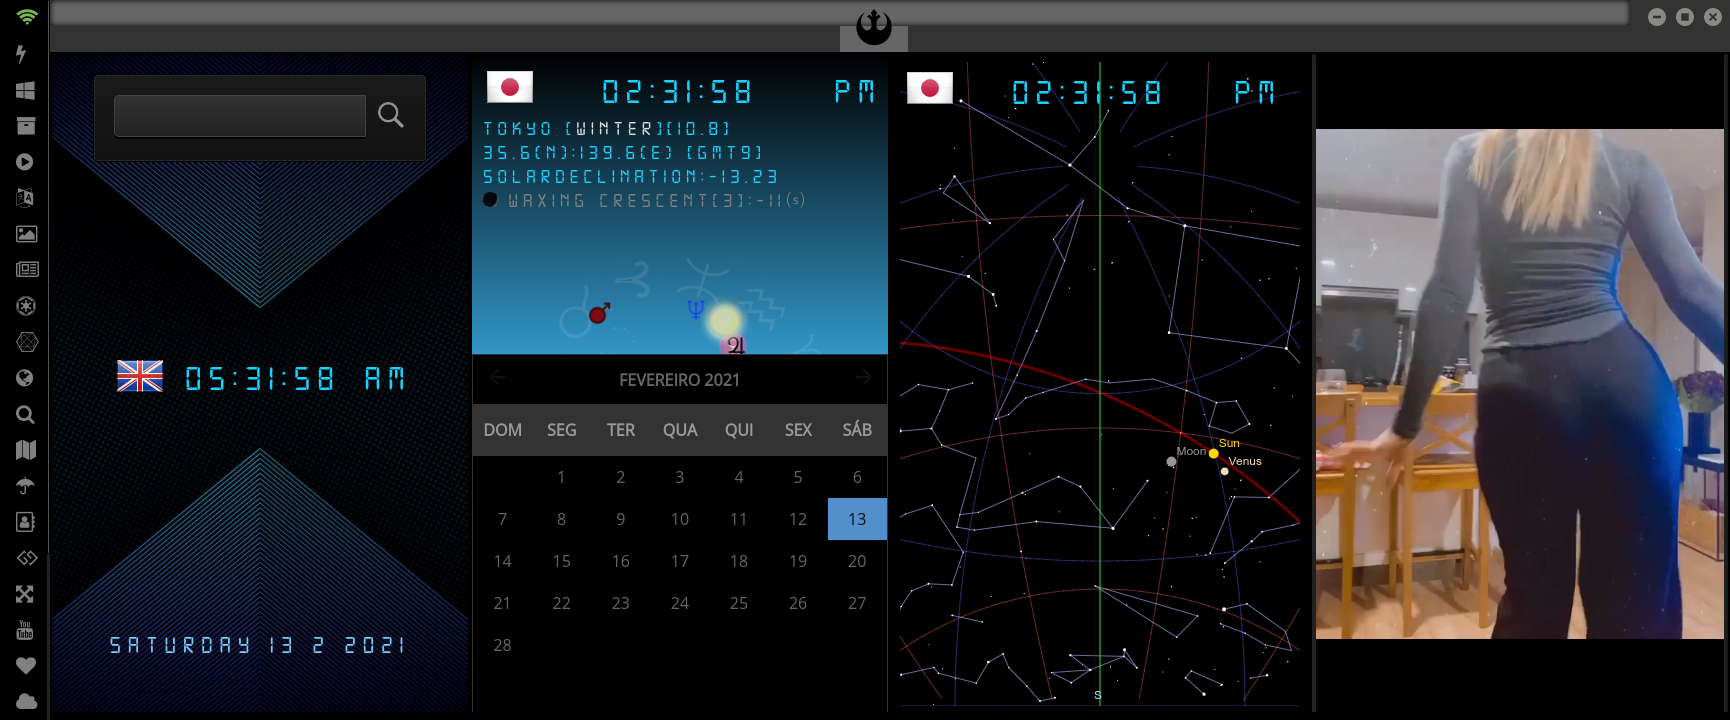 05:31:58 AM
SATURDAY 13 2 2021
02:31:58 PM
TOKYO [WINTER][10.8]
35.6(N):139.6(E) [GMT9]
SOLARDECLINATION:-13.23
WAXING CRESCENT[3]:-11(s)
FEVEREIRO 2021
DOM SEG TER QUA QUI SEX SÁB
1 2 3 4 5 6
7 8 9 10 11 12 13
14 15 16 17 18 19 20
21 22 23 24 25 26 27
28
02:31:58 PM
Sun
Moon
Venus
S
You
Tube